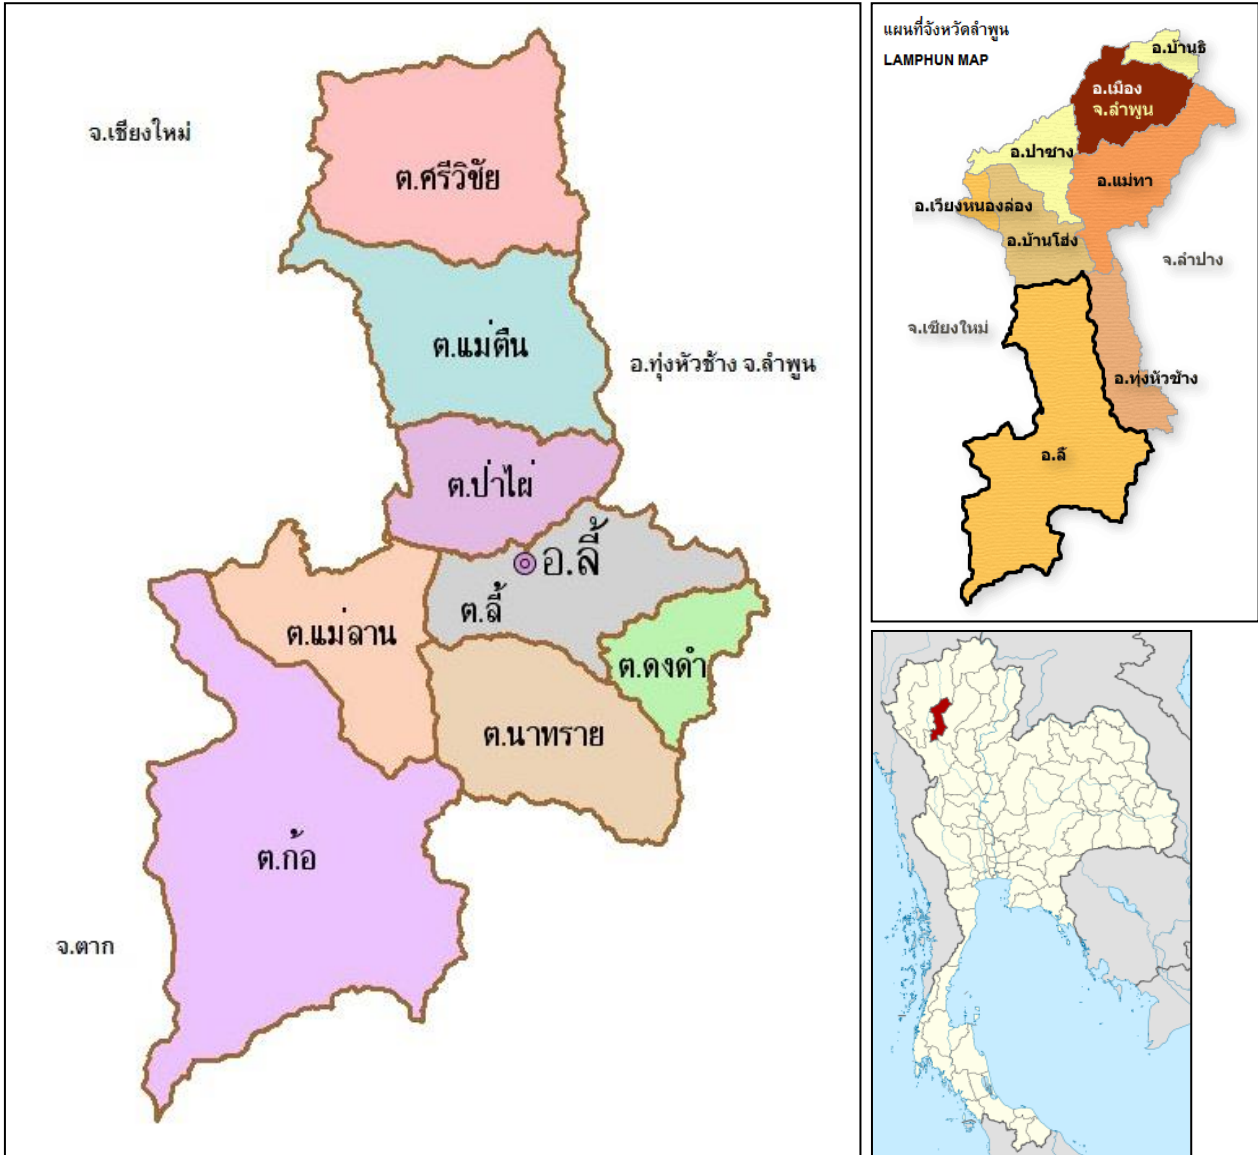 จ.เชียงใหม่
ต.ศรีวิชัย
ต.แม่ตืน
อ.ทุ่งหัวช้าง จ.ลำพูน
ต.ป่าไผ่
อ.ลี้
ต.ลี้
ต.แม่ลาน
ต.ดงดำ
ต.นาทราย
ต.ก้อ
จ.ตาก
แผนที่จังหวัดลำพูน
LAMPHUN MAP
อ.บ้านธิ
อ.เมือง
จ.ลำพูน
อ.ป่าซาง
อ.แม่ทา
อ.เวียงหนองล่อง
อ.บ้านโฮ่ง
จ.ลำปาง
จ.เชียงใหม่
อ.ทุ่งหัวช้าง
อ.ลี้